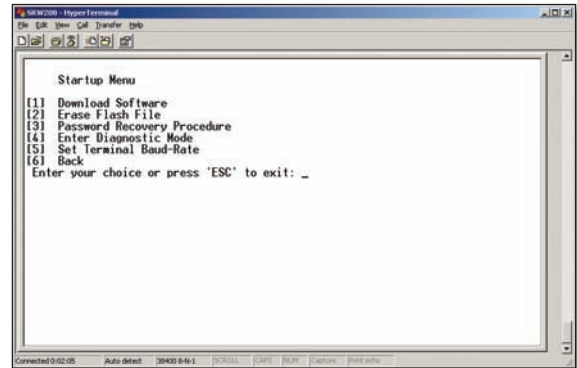 SRW208 - HyperTerminal
File Edit View Call Transfer Help
Startup Menu
[1] Download Software
[2] Erase Flash File
[3] Password Recovery Procedure
[4] Enter Diagnostic Mode
[5] Set Terminal Baud-Rate
[6] Back
Enter your choice or press 'ESC' to exit: _
Connected 0:02:05 Auto detect 38400 8-N-1 SCROLL CAPS NUM Capture Print echo